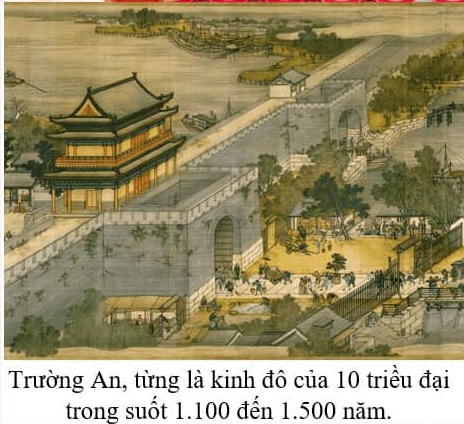 Trường An, từng là kinh đô của 10 triều đại
trong suốt 1.100 đến 1.500 năm.